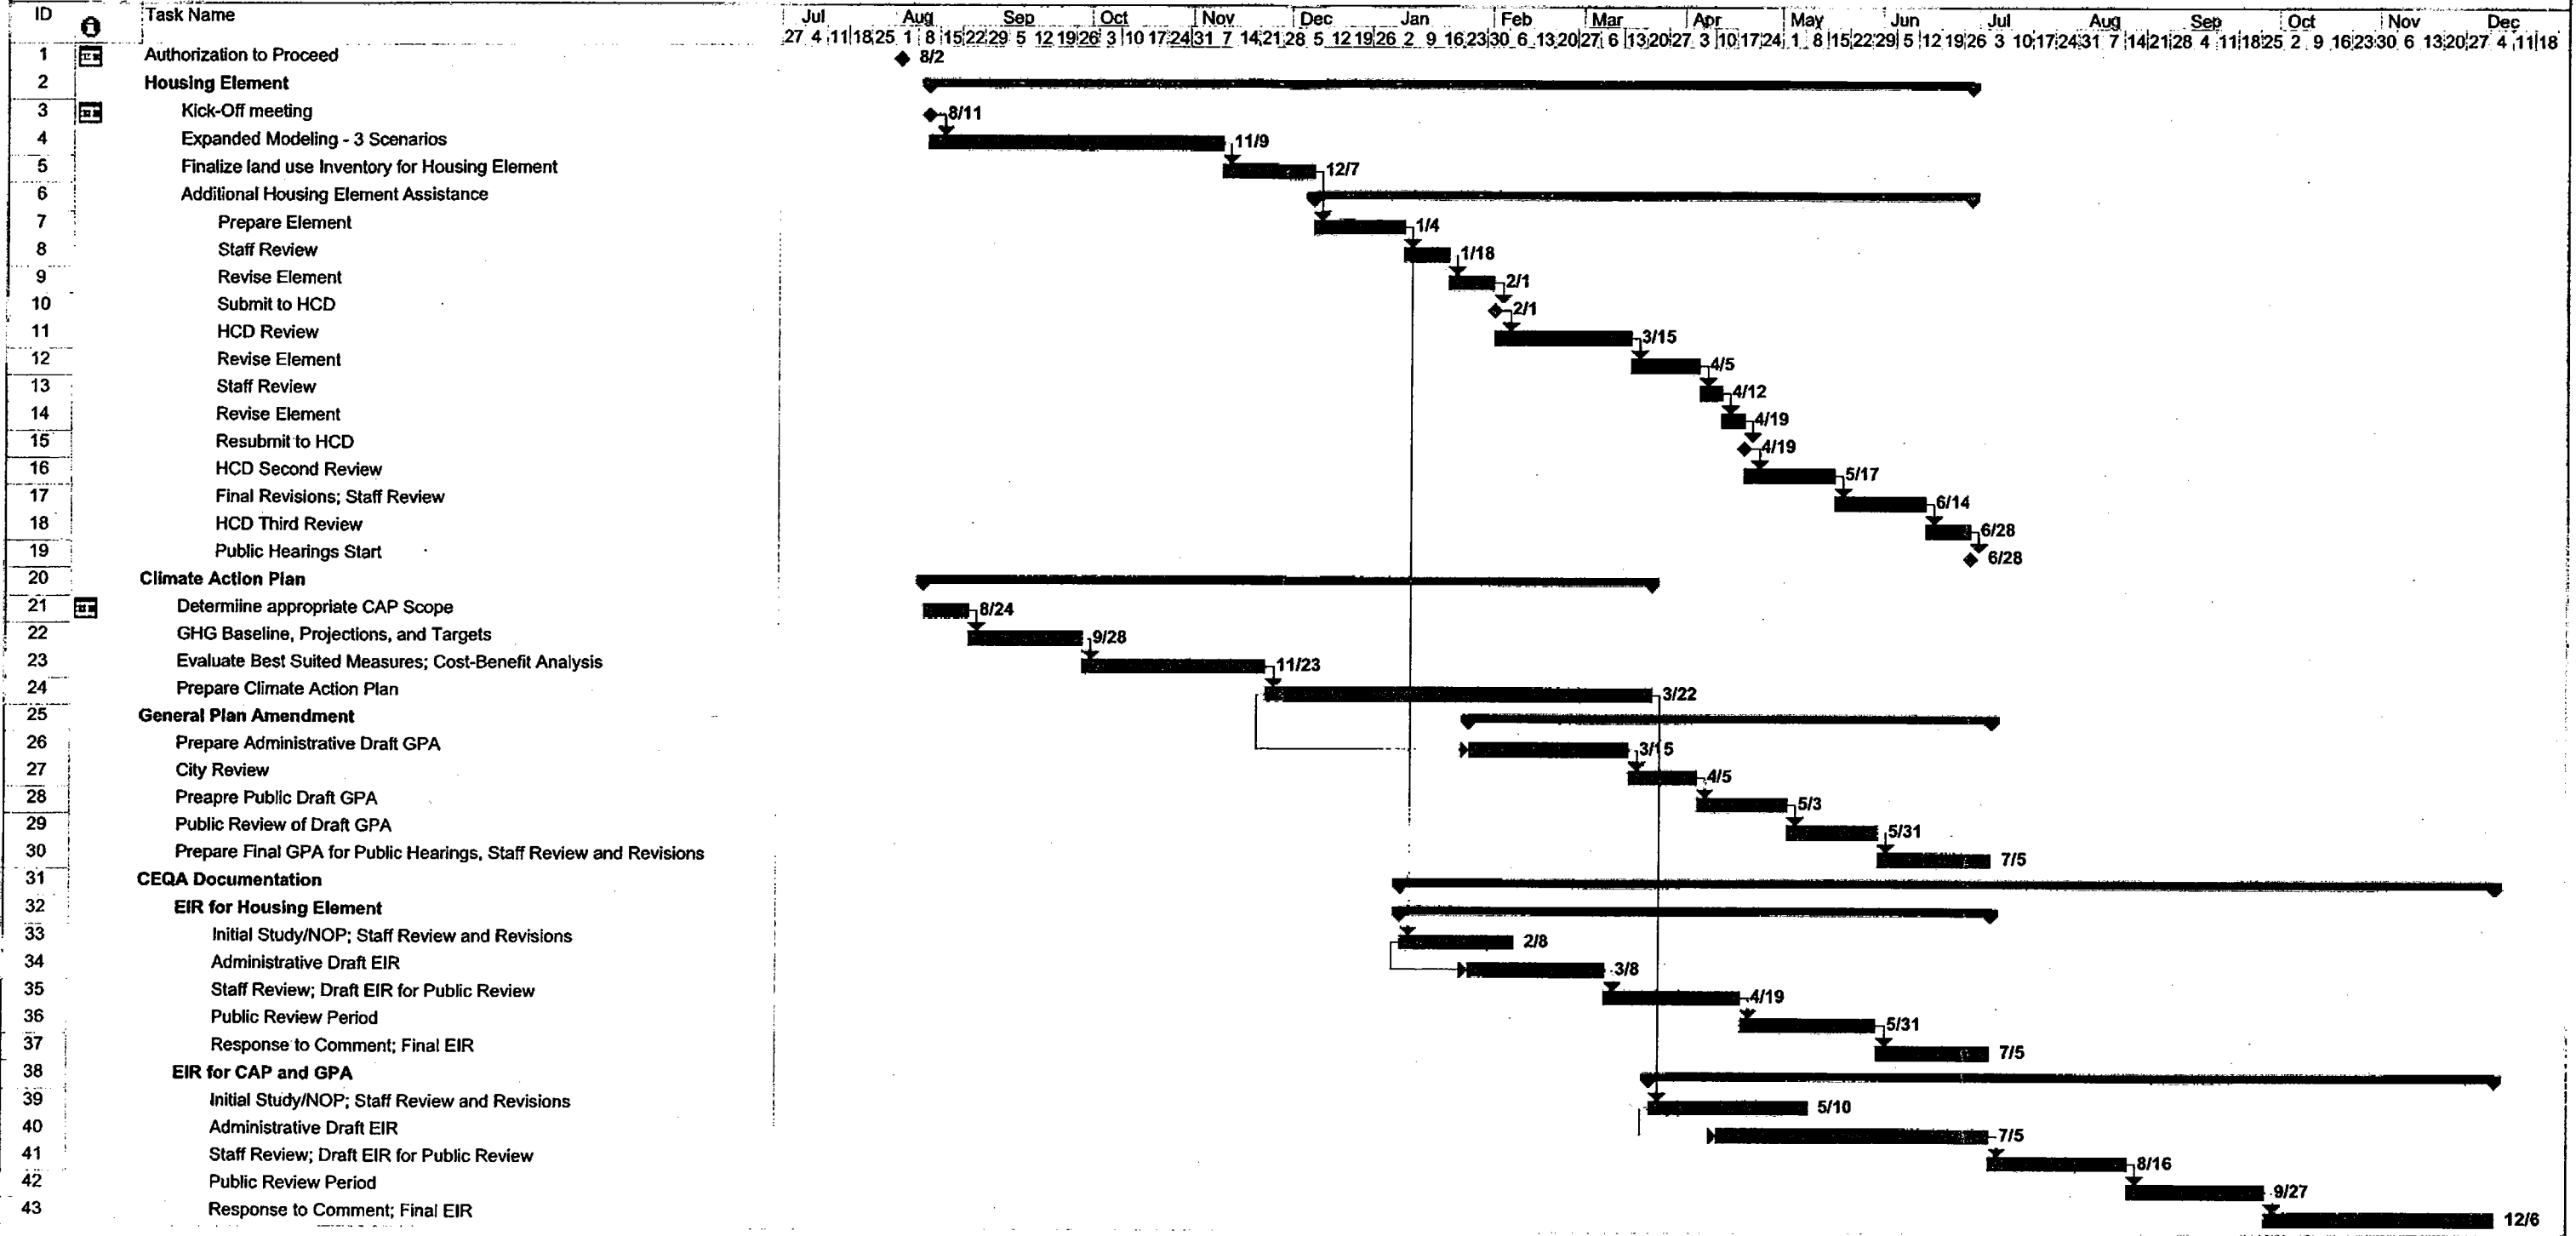 ID Task Name Jul Aug Sep Oct Nov Dec Jan Feb Mar Apr May Jun Jul Aug Sep Oct Nov Dec
27 4 11 18 25 1 8 15 22 29 5 12 19 26 3 10 17 24 31 7 14 21 28 5 12 19 26 2 9 16 23 30 6 13 20 27 6 13 20 27 3 10 17 24 1 8 15 22 29 5 12 19 26 3 10 17 24 31 7 14 21 28 4 11 18 25 2 9 16 23 30 6 13 20 27 4 11 18
1 Authorization to Proceed 8/2
2 Housing Element
3 Kick-Off meeting 8/11
4 Expanded Modeling - 3 Scenarios 11/9
5 Finalize land use Inventory for Housing Element 12/7
6 Additional Housing Element Assistance
7 Prepare Element 1/4
8 Staff Review 1/18
9 Revise Element 2/1
10 Submit to HCD 2/1
11 HCD Review 3/15
12 Revise Element 4/5
13 Staff Review 4/12
14 Revise Element 4/19
15 Resubmit to HCD 4/19
16 HCD Second Review 5/17
17 Final Revisions; Staff Review 6/14
18 HCD Third Review 6/28
19 Public Hearings Start 6/28
20 Climate Action Plan
21 Determiine appropriate CAP Scope 8/24
22 GHG Baseline, Projections, and Targets 9/28
23 Evaluate Best Suited Measures; Cost-Benefit Analysis 11/23
24 Prepare Climate Action Plan 3/22
25 General Plan Amendment
26 Prepare Administrative Draft GPA 3/15
27 City Review 4/5
28 Preapre Public Draft GPA 5/3
29 Public Review of Draft GPA 5/31
30 Prepare Final GPA for Public Hearings, Staff Review and Revisions 7/5
31 CEQA Documentation
32 EIR for Housing Element
33 Initial Study/NOP; Staff Review and Revisions 2/8
34 Administrative Draft EIR 3/8
35 Staff Review; Draft EIR for Public Review 4/19
36 Public Review Period 5/31
37 Response to Comment; Final EIR 7/5
38 EIR for CAP and GPA
39 Initial Study/NOP; Staff Review and Revisions 5/10
40 Administrative Draft EIR 7/5
41 Staff Review; Draft EIR for Public Review 8/16
42 Public Review Period 9/27
43 Response to Comment; Final EIR 12/6